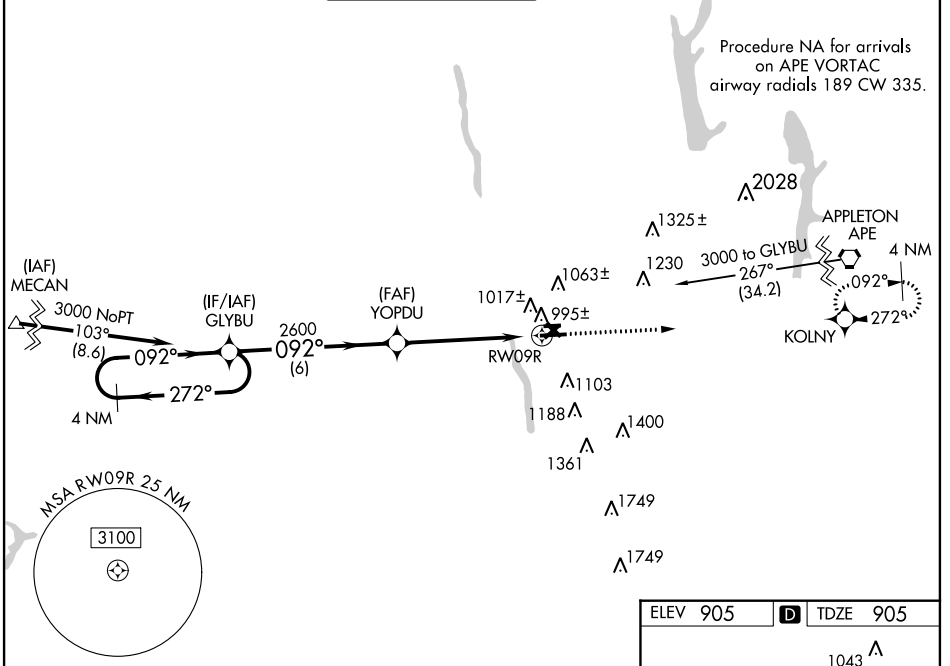 Procedure NA for arrivals
on APE VORTAC
airway radials 189 CW 335.
2028
1325±
APPLETON
APE
4 NM
3000 to GLYBU
267°
(34.2)
1230
1063±
092°
272°
KOLNY
(IAF)
MECAN
3000 NoPT
103°
(8.6)
(IF/IAF)
GLYBU
2600
092°
(6)
(FAF)
YOPDU
1017±
995±
RW09R
092°
272°
4 NM
1103
1188
1400
1361
1749
1749
MSA RW09R 25 NM
3100
ELEV 905 D TDZE 905
1043